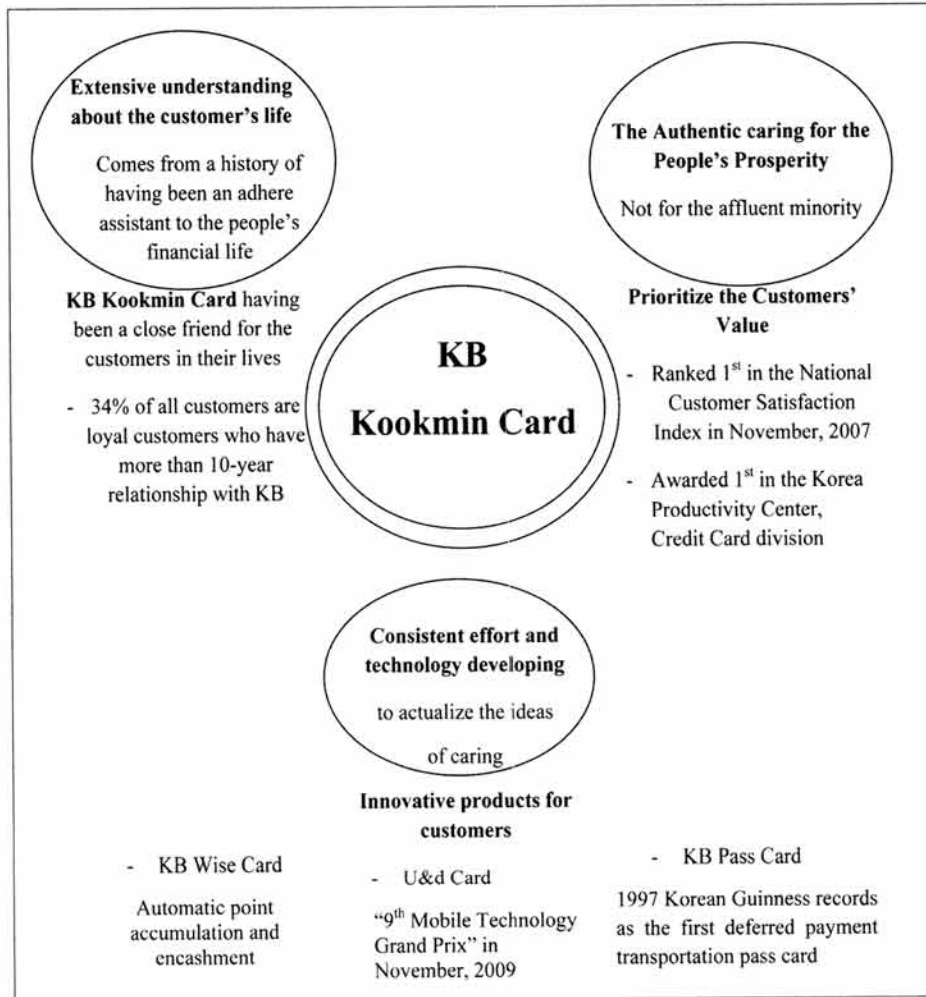 Extensive understanding
about the customer's life
Comes from a history of
having been an adhere
assistant to the people's
financial life
KB Kookmin Card having
been a close friend for the
customers in their lives
- 34% of all customers are
loyal customers who have
more than 10-year
relationship with KB
KB
Kookmin Card
The Authentic caring for the
People's Prosperity
Not for the affluent minority
Prioritize the Customers'
Value
- Ranked 1st in the National
Customer Satisfaction
Index in November, 2007
- Awarded 1st in the Korea
Productivity Center,
Credit Card division
Consistent effort and
technology developing
to actualize the ideas
of caring
Innovative products for
customers
- KB Wise Card
Automatic point
accumulation and
encashment
- U&d Card
"9th Mobile Technology
Grand Prix" in
November, 2009
- KB Pass Card
1997 Korean Guinness records
as the first deferred payment
transportation pass card